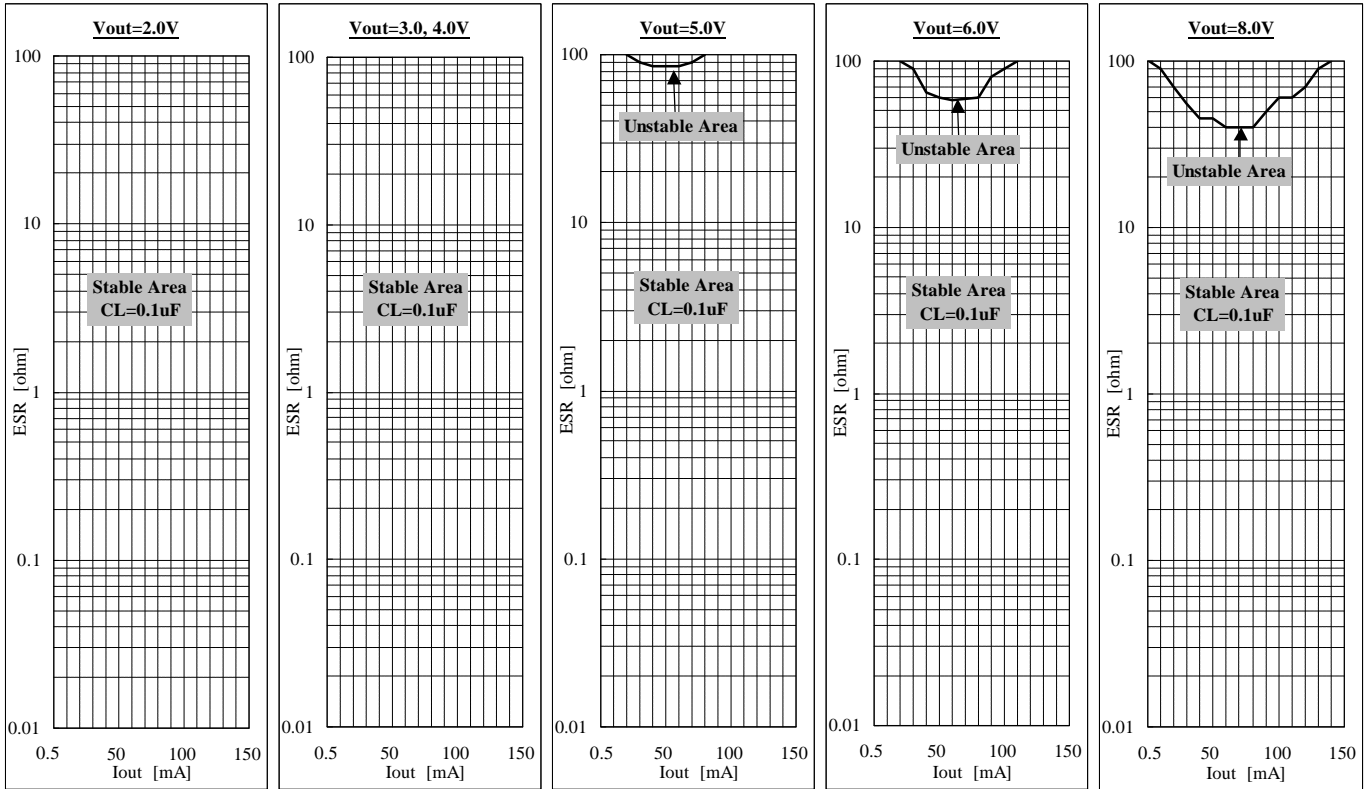 Vout=2.0V
100
10
1
0.1
0.01
ESR [ohm]
Stable Area
CL=0.1uF
0.5 50 100 150
Iout [mA]
Vout=3.0, 4.0V
100
10
1
0.1
0.01
ESR [ohm]
Stable Area
CL=0.1uF
0.5 50 100 150
Iout [mA]
Vout=5.0V
100
10
1
0.1
0.01
ESR [ohm]
Unstable Area
Stable Area
CL=0.1uF
0.5 50 100 150
Iout [mA]
Vout=6.0V
100
10
1
0.1
0.01
ESR [ohm]
Unstable Area
Stable Area
CL=0.1uF
0.5 50 100 150
Iout [mA]
Vout=8.0V
100
10
1
0.1
0.01
ESR [ohm]
Unstable Area
Stable Area
CL=0.1uF
0.5 50 100 150
Iout [mA]